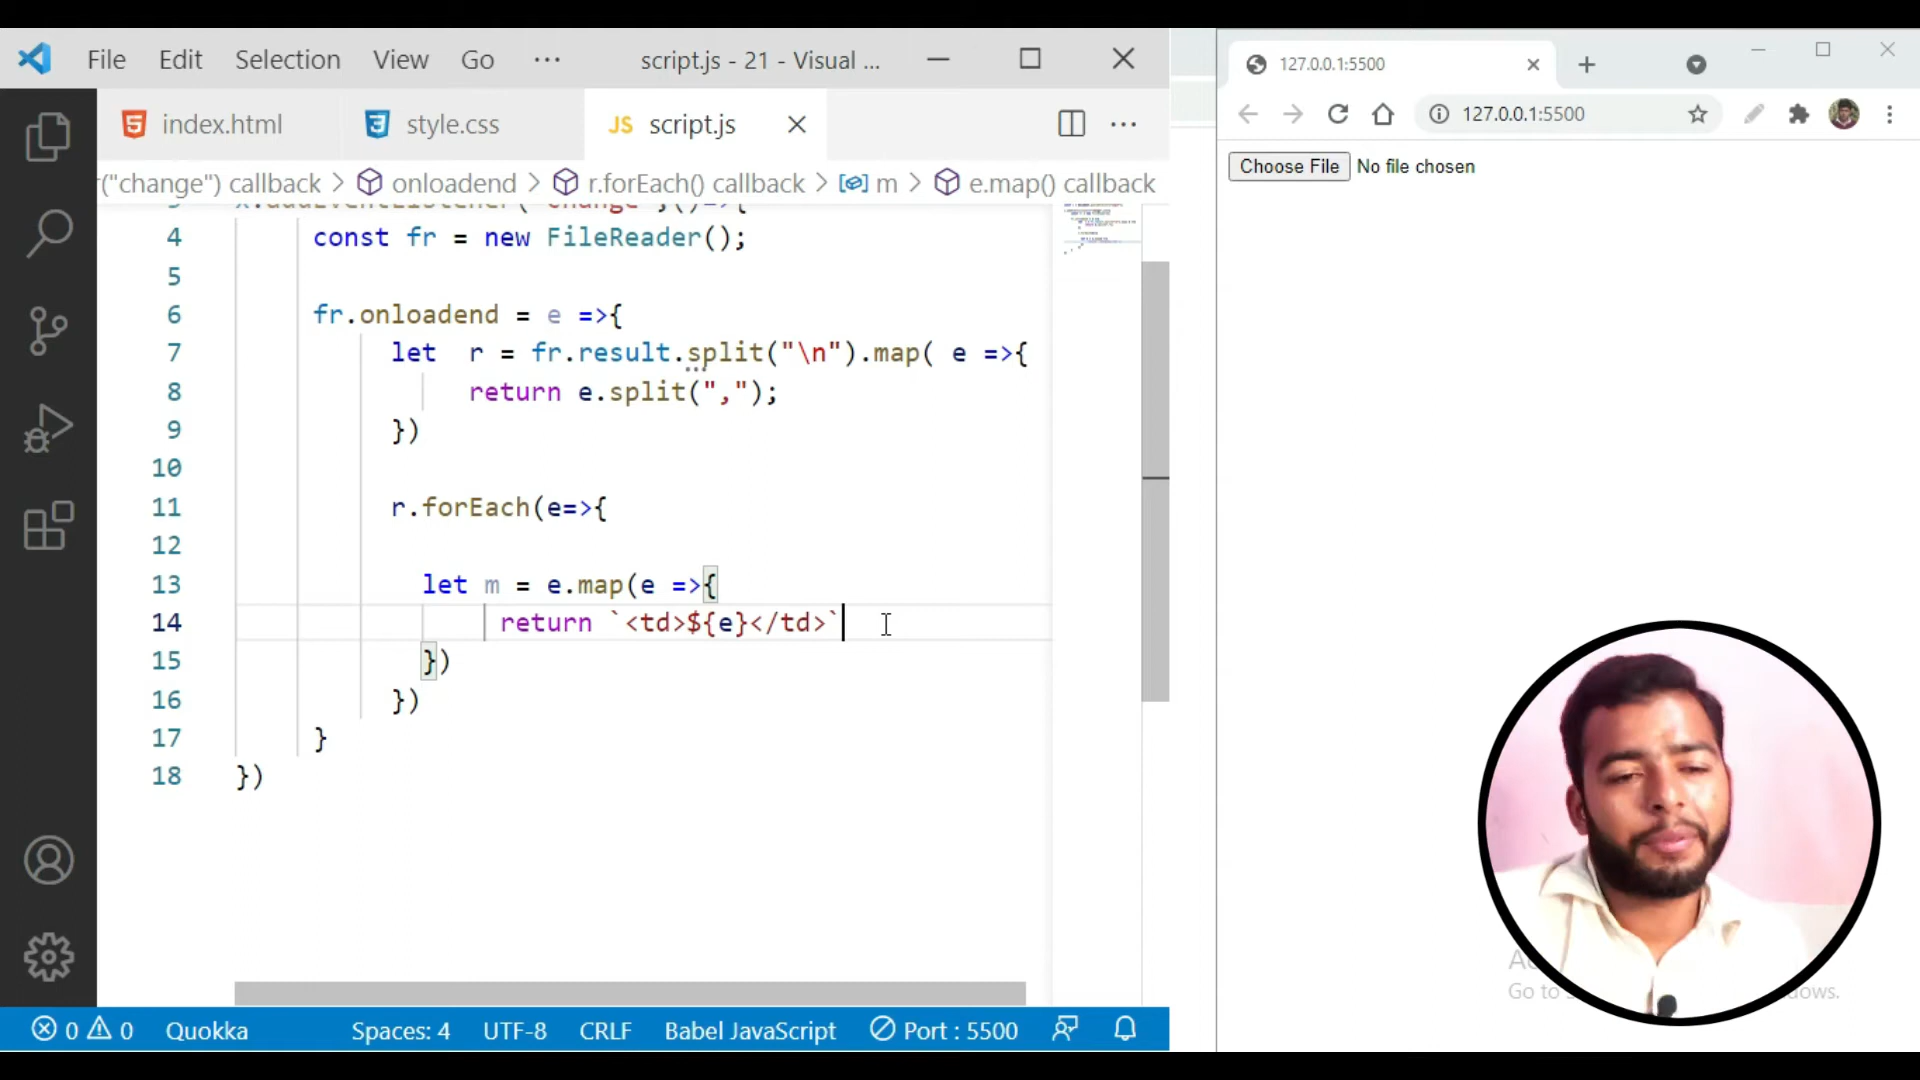 File Edit Selection View Go ··· script.js - 21 - Visual ...
index.html style.css JS script.js ···
r("change") callback > onloadend > r.forEach() callback > m > e.map() callback
4 const fr = new FileReader();
5
6 fr.onloadend = e =>{
7 let r = fr.result.split("\n").map( e =>{
8 return e.split(",");
9 })
10
11 r.forEach(e=>{
12
13 let m = e.map(e =>{
14 return `<td>${e}</td>`
15 })
16 })
17 }
18 })
0 0 Quokka Spaces: 4 UTF-8 CRLF Babel JavaScript Port : 5500
127.0.0.1:5500
127.0.0.1:5500
Choose File No file chosen
Go to